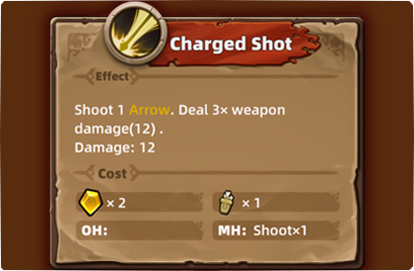 Charged Shot
Effect
Shoot 1 Arrow. Deal 3× weapon
damage(12) .
Damage: 12
Cost
× 2
× 1
OH:
MH: Shoot×1